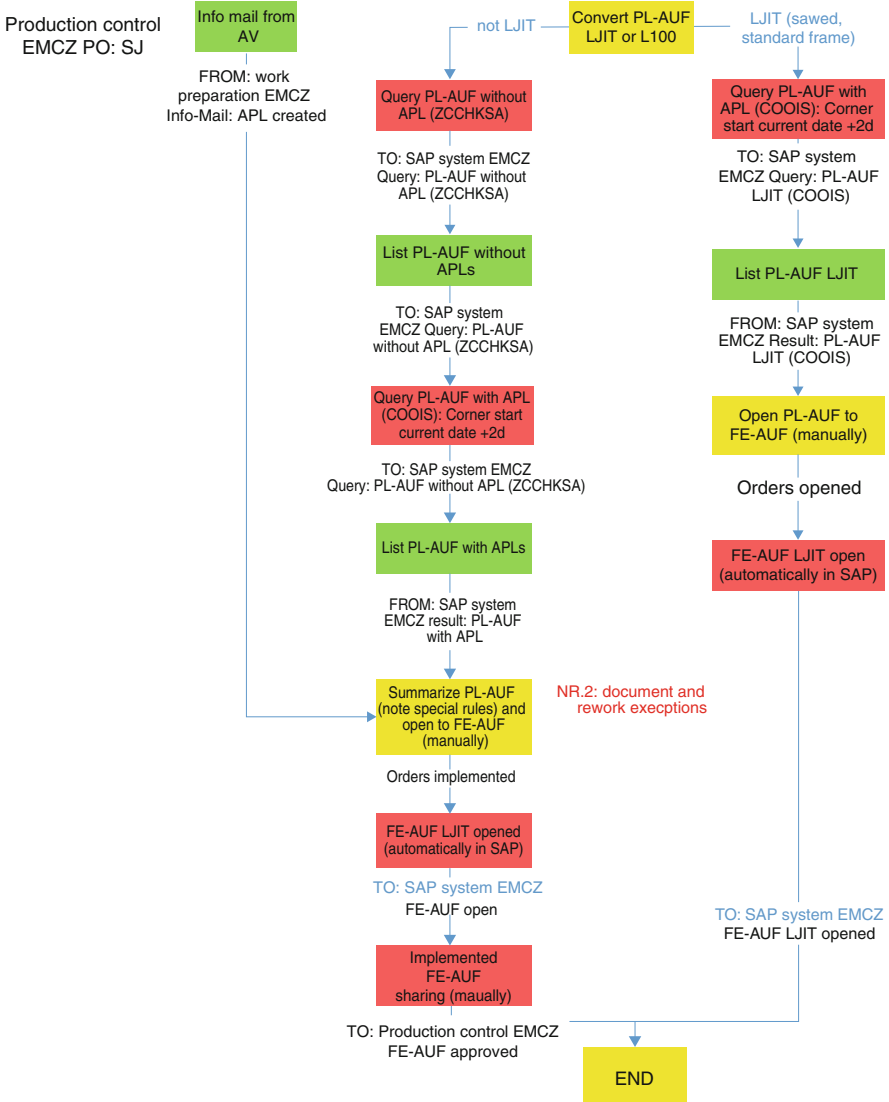 Production control
EMCZ PO: SJ
Info mail from
AV
FROM: work
preparation EMCZ
Info-Mail: APL created
not LJIT
Convert PL-AUF
LJIT or L100
LJIT (sawed,
standard frame)
Query PL-AUF without
APL (ZCCHKSA)
TO: SAP system EMCZ
Query: PL-AUF without
APL (ZCCHKSA)
List PL-AUF without
APLs
TO: SAP system
EMCZ Query: PL-AUF
without APL (ZCCHKSA)
Query PL-AUF with APL
(COOIS): Corner start
current date +2d
TO: SAP system EMCZ
Query: PL-AUF without APL (ZCCHKSA)
List PL-AUF with APLs
FROM: SAP system
EMCZ result: PL-AUF
with APL
Summarize PL-AUF
(note special rules) and
open to FE-AUF
(manually)
NR.2: document and
rework execptions
Orders implemented
FE-AUF LJIT opened
(automatically in SAP)
TO: SAP system EMCZ
FE-AUF open
Implemented
FE-AUF
sharing (maually)
TO: Production control EMCZ
FE-AUF approved
Query PL-AUF with
APL (COOIS): Corner
start current date +2d
TO: SAP system
EMCZ Query: PL-AUF
LJIT (COOIS)
List PL-AUF LJIT
FROM: SAP system
EMCZ Result: PL-AUF
LJIT (COOIS)
Open PL-AUF to
FE-AUF (manually)
Orders opened
FE-AUF LJIT open
(automatically in SAP)
TO: SAP system EMCZ
FE-AUF LJIT opened
END